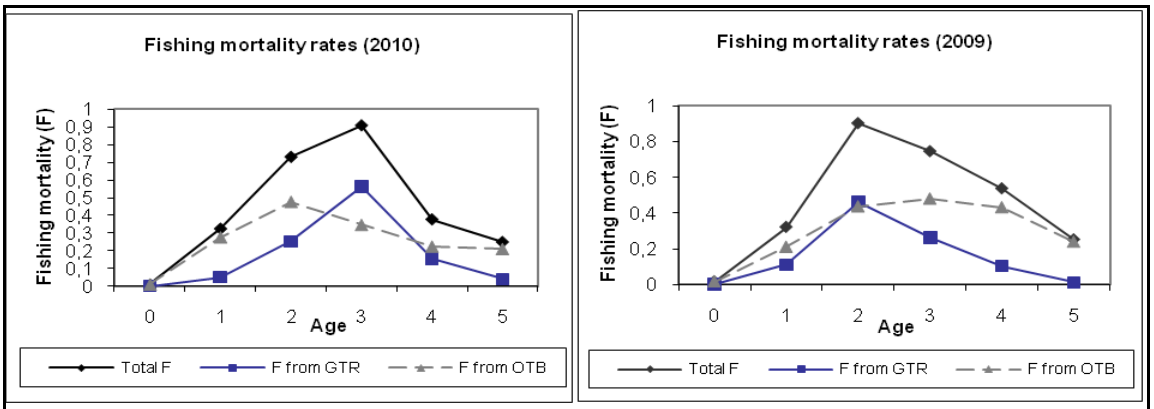 Fishing mortality rates (2010)
Fishing mortality (F)
1
0,9
0,8
0,7
0,6
0,5
0,4
0,3
0,2
0,1
0
0 1 2 3 4 5
Age
Total F F from GTR F from OTB
Fishing mortality rates (2009)
Fishing mortality (F)
1
0,8
0,6
0,4
0,2
0
0 1 2 3 4 5
Age
Total F F from GTR F from OTB